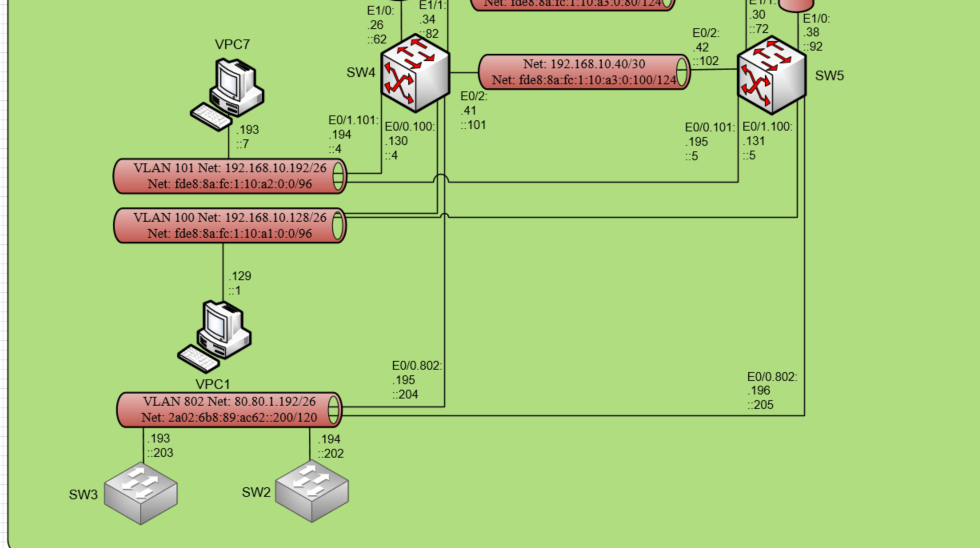 Net: fde8:8a:fc:1:10:a3:0:80/124
E1/0:
.26
::62
E1/1:
.34
::82
E1/1:
.30
::72
E1/0:
.38
::92
VPC7
SW4
Net: 192.168.10.40/30
Net: fde8:8a:fc:1:10:a3:0:100/124
E0/2:
.42
::102
SW5
E0/2:
.41
::101
.193
::7
E0/1.101:
.194
::4
E0/0.100:
.130
::4
E0/0.101:
.195
::5
E0/1.100:
.131
::5
VLAN 101 Net: 192.168.10.192/26
Net: fde8:8a:fc:1:10:a2:0:0/96
VLAN 100 Net: 192.168.10.128/26
Net: fde8:8a:fc:1:10:a1:0:0/96
.129
::1
VPC1
E0/0.802:
.195
::204
E0/0.802:
.196
::205
VLAN 802 Net: 80.80.1.192/26
Net: 2a02:6b8:89:ac62::200/120
.193
::203
.194
::202
SW3
SW2